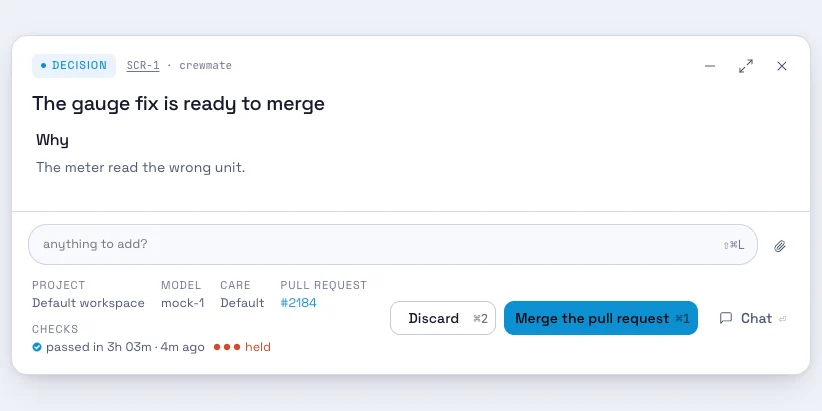 DECISION SCR-1 · crewmate
The gauge fix is ready to merge
Why
The meter read the wrong unit.
anything to add? ⇧⌘L
PROJECT MODEL CARE PULL REQUEST
Default workspace mock-1 Default #2184
Discard ⌘2 Merge the pull request ⌘1 Chat ⏎
CHECKS
passed in 3h 03m · 4m ago held